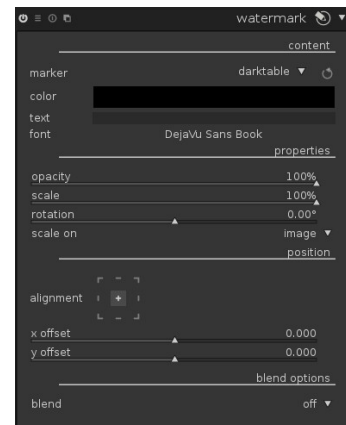 watermark
content
marker darktable
color
text
font DejaVu Sans Book
properties
opacity 100%
scale 100%
rotation 0.00°
scale on image
position
alignment
x offset 0.000
y offset 0.000
blend options
blend off